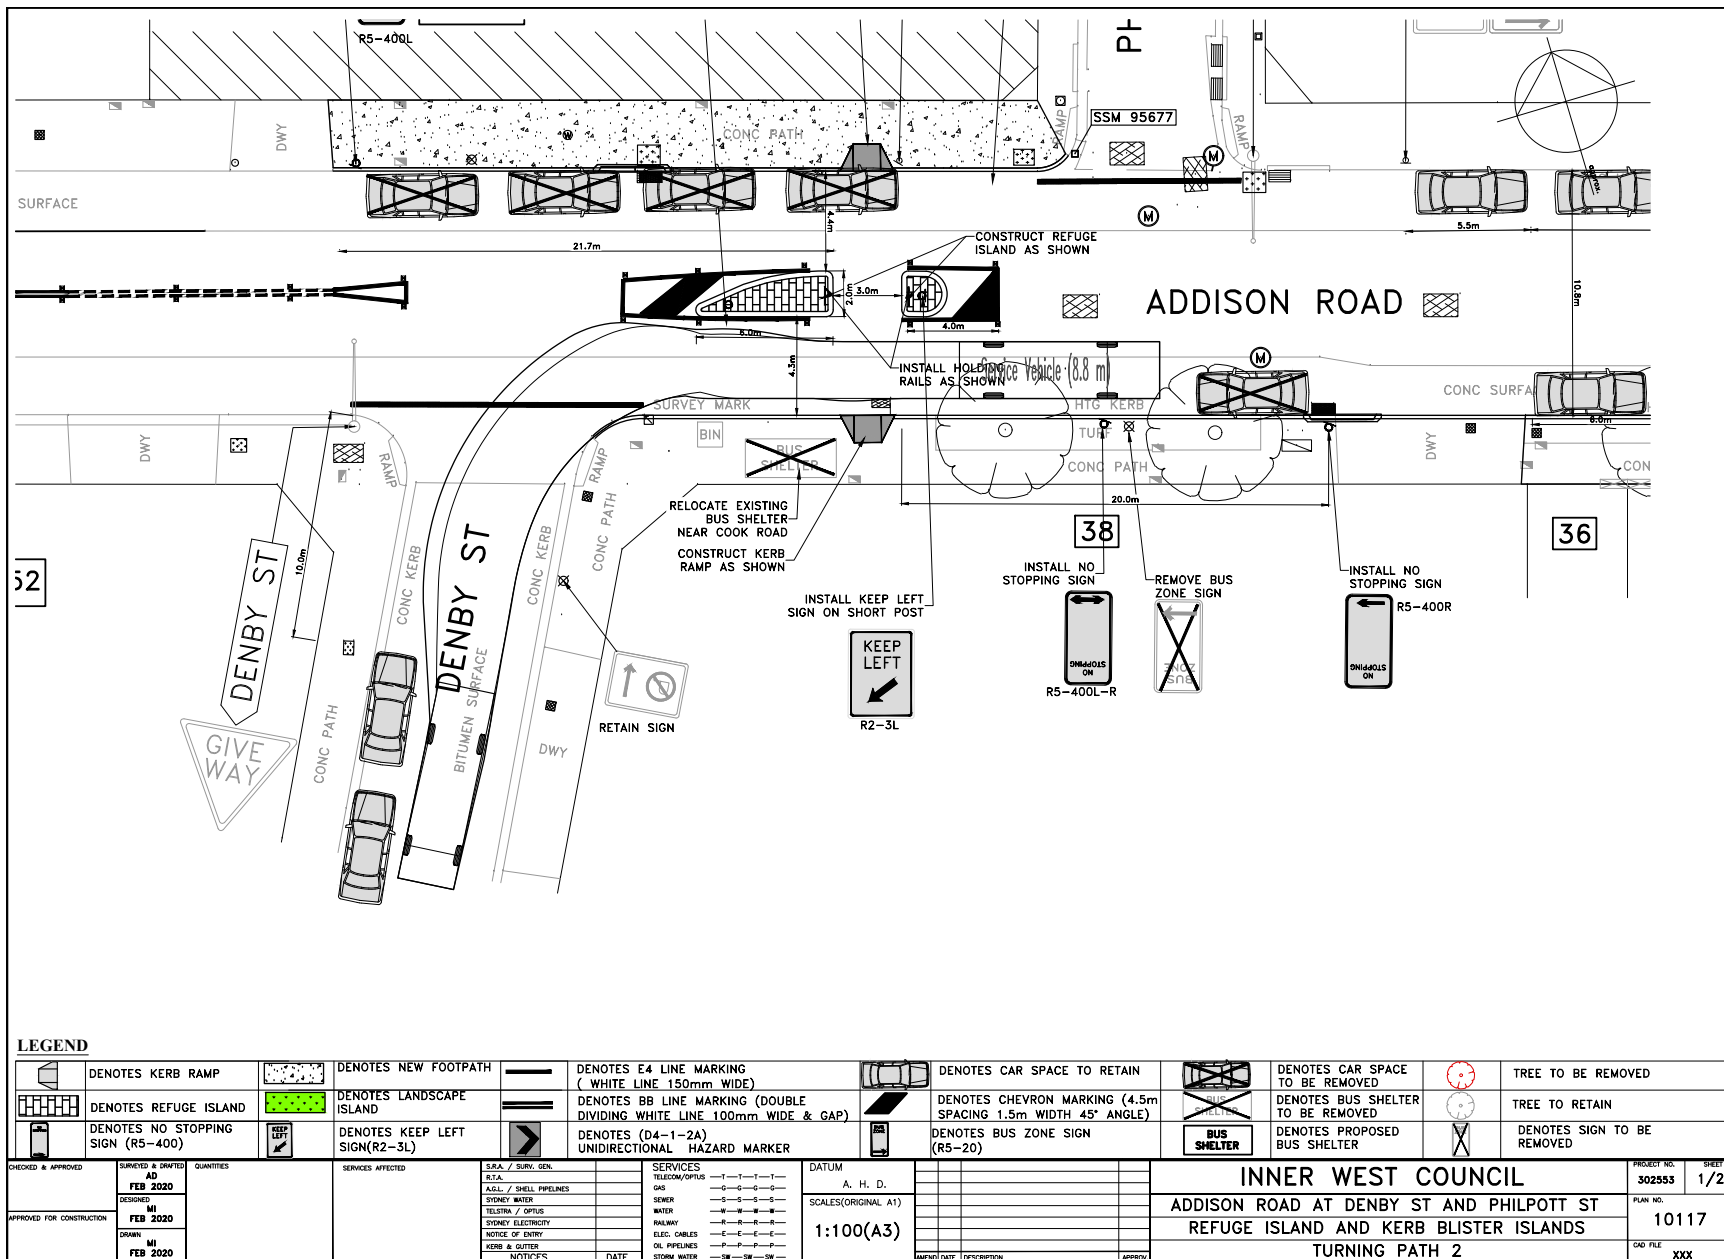 R5-400L
PH
SSM 95677
DWY
CONC PATH
RAMP
RAMP
W
M
M
SURFACE
approx.
4.4m
21.7m
CONSTRUCT REFUGE
ISLAND AS SHOWN
5.5m
2.0m
3.0m
10.8m
ADDISON ROAD
6.0m
4.0m
4.3m
INSTALL HOLDING
RAILS AS SHOWN
Service Vehicle (8.8 m)
M
SURVEY MARK
HTG KERB
CONC SURFA
6.0m
DWY
RAMP
BIN
BUS
SHELTER
TURF
CONC PATH
DWY
CON
RAMP
20.0m
RELOCATE EXISTING
BUS SHELTER
NEAR COOK ROAD
CONSTRUCT KERB
RAMP AS SHOWN
38
36
52
DENBY ST
10.0m
CONC KERB
DENBY ST
CONC KERB
CONC PATH
INSTALL NO
STOPPING SIGN
REMOVE BUS
ZONE SIGN
INSTALL NO
STOPPING SIGN
R5-400R
INSTALL KEEP LEFT
SIGN ON SHORT POST
KEEP
LEFT
NO
STOPPING
BUS
ZONE
NO
STOPPING
R5-400L-R
R2-3L
RETAIN SIGN
GIVE
WAY
CONC PATH
BITUMEN SURFACE
DWY
LEGEND
DENOTES KERB RAMP
DENOTES NEW FOOTPATH
DENOTES E4 LINE MARKING
( WHITE LINE 150mm WIDE)
DENOTES CAR SPACE TO RETAIN
DENOTES CAR SPACE
TO BE REMOVED
TREE TO BE REMOVED
DENOTES REFUGE ISLAND
DENOTES LANDSCAPE
ISLAND
DENOTES BB LINE MARKING (DOUBLE
DIVIDING WHITE LINE 100mm WIDE & GAP)
DENOTES CHEVRON MARKING (4.5m
SPACING 1.5m WIDTH 45° ANGLE)
BUS
SHELTER
DENOTES BUS SHELTER
TO BE REMOVED
TREE TO RETAIN
DENOTES NO STOPPING
SIGN (R5-400)
KEEP
LEFT
DENOTES KEEP LEFT
SIGN(R2-3L)
DENOTES (D4-1-2A)
UNIDIRECTIONAL HAZARD MARKER
DENOTES BUS ZONE SIGN
(R5-20)
BUS
SHELTER
DENOTES PROPOSED
BUS SHELTER
DENOTES SIGN TO BE
REMOVED
CHECKED & APPROVED
APPROVED FOR CONSTRUCTION
SURVEYED & DRAFTED
AD
FEB 2020
DESIGNED
MI
FEB 2020
DRAWN
MI
FEB 2020
QUANTITIES
SERVICES AFFECTED
S.R.A. / SURV. GEN.
R.T.A.
A.G.L. / SHELL PIPELINES
SYDNEY WATER
TELSTRA / OPTUS
SYDNEY ELECTRICITY
NOTICE OF ENTRY
KERB & GUTTER
NOTICES DATE
SERVICES
TELECOM/OPTUS —T—T—T—T—
GAS —G—G—G—G—
SEWER —S—S—S—S—
WATER —W—W—W—W—
RAILWAY —R—R—R—R—
ELEC. CABLES —E—E—E—E—
OIL PIPELINES —P—P—P—P—
STORM WATER —SW—SW—SW—
DATUM
A. H. D.
SCALES(ORIGINAL A1)
1:100(A3)
AMEND DATE DESCRIPTION APPROV
INNER WEST COUNCIL
ADDISON ROAD AT DENBY ST AND PHILPOTT ST
REFUGE ISLAND AND KERB BLISTER ISLANDS
TURNING PATH 2
PROJECT NO.
302553
SHEET
1/2
PLAN NO.
10117
CAD FILE
XXX